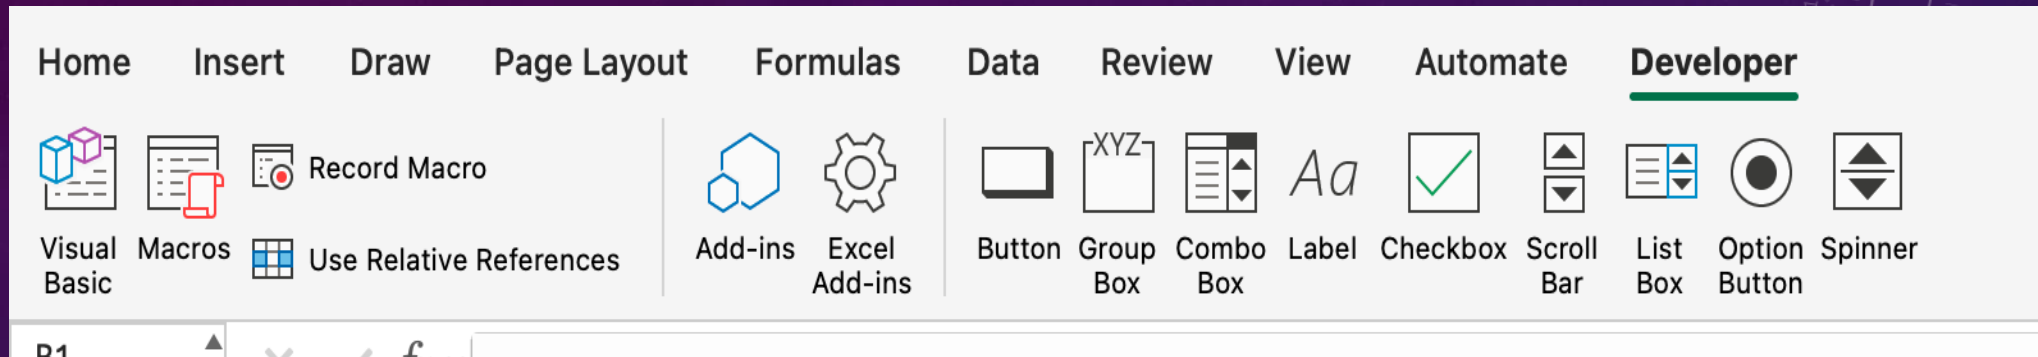 Home Insert Draw Page Layout Formulas Data Review View Automate Developer
Visual Basic
Macros
Record Macro
Use Relative References
Add-ins
Excel Add-ins
Button
XYZ
Group Box
Combo Box
Aa
Label
Checkbox
Scroll Bar
List Box
Option Button
Spinner